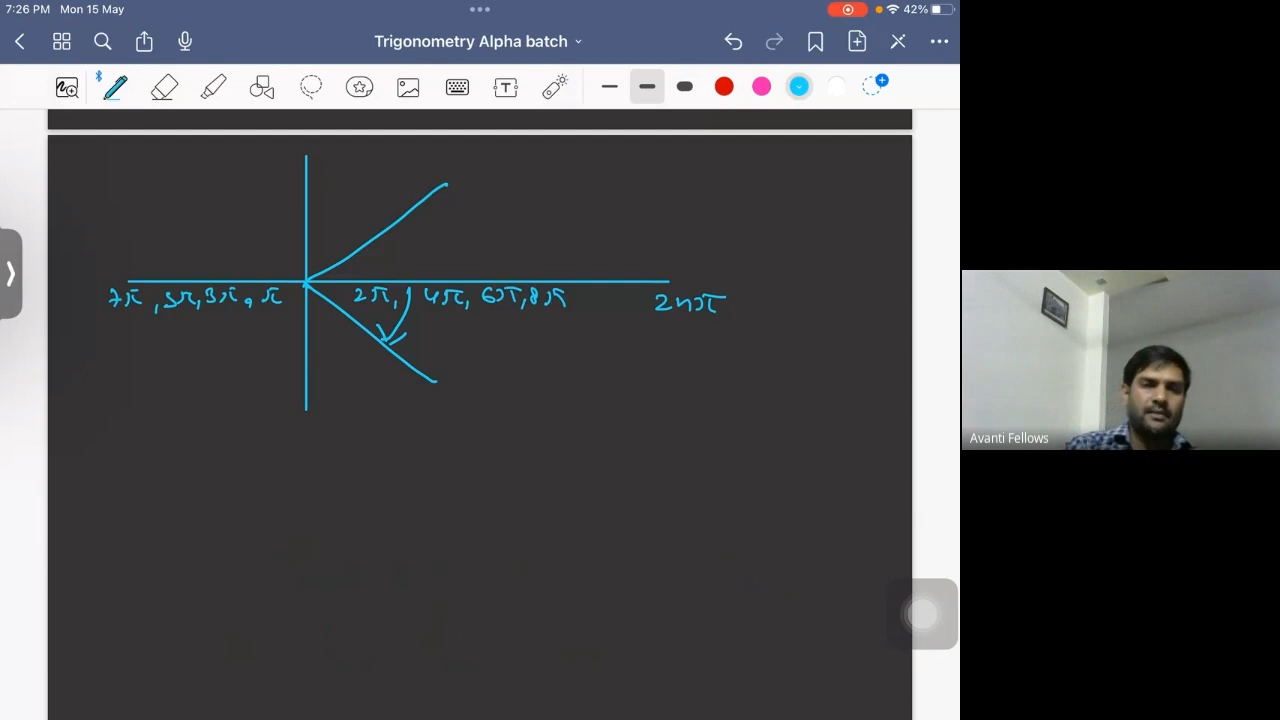 7:26 PM Mon 15 May
42%
Trigonometry Alpha batch
T
7π, 5π, 3π, π 2π, 4π, 6π, 8π 2nπ
Avanti Fellows